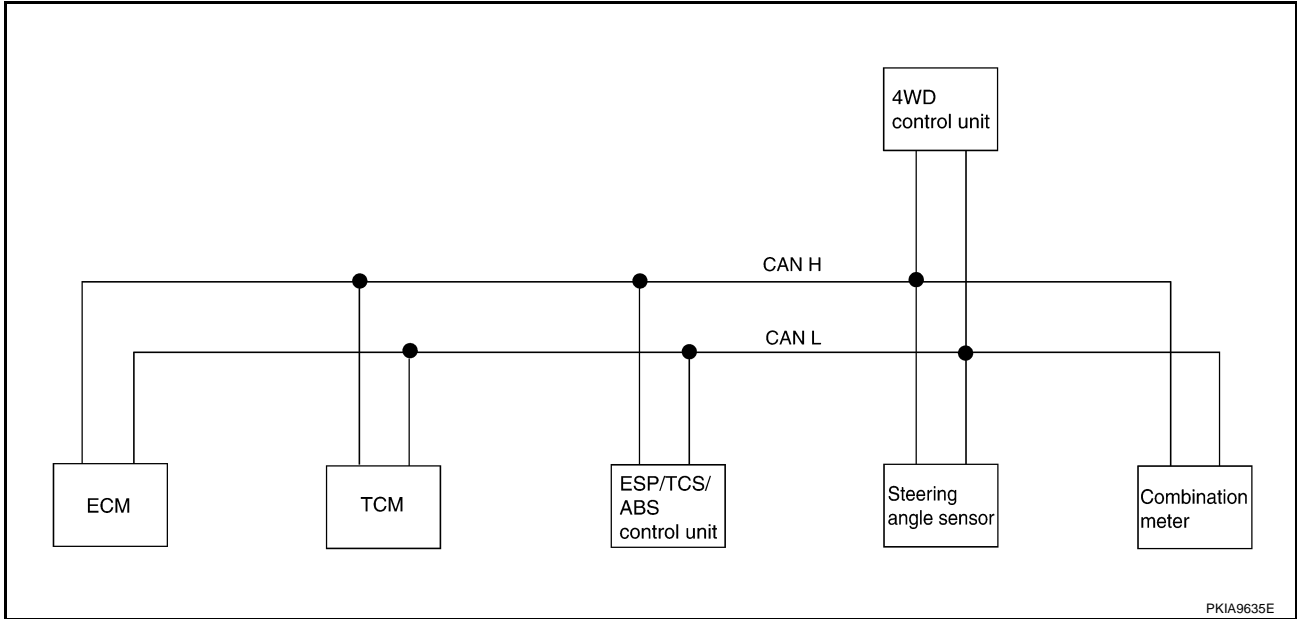 4WD
control unit
CAN H
CAN L
ECM
TCM
ESP/TCS/
ABS
control unit
Steering
angle sensor
Combination
meter
PKIA9635E